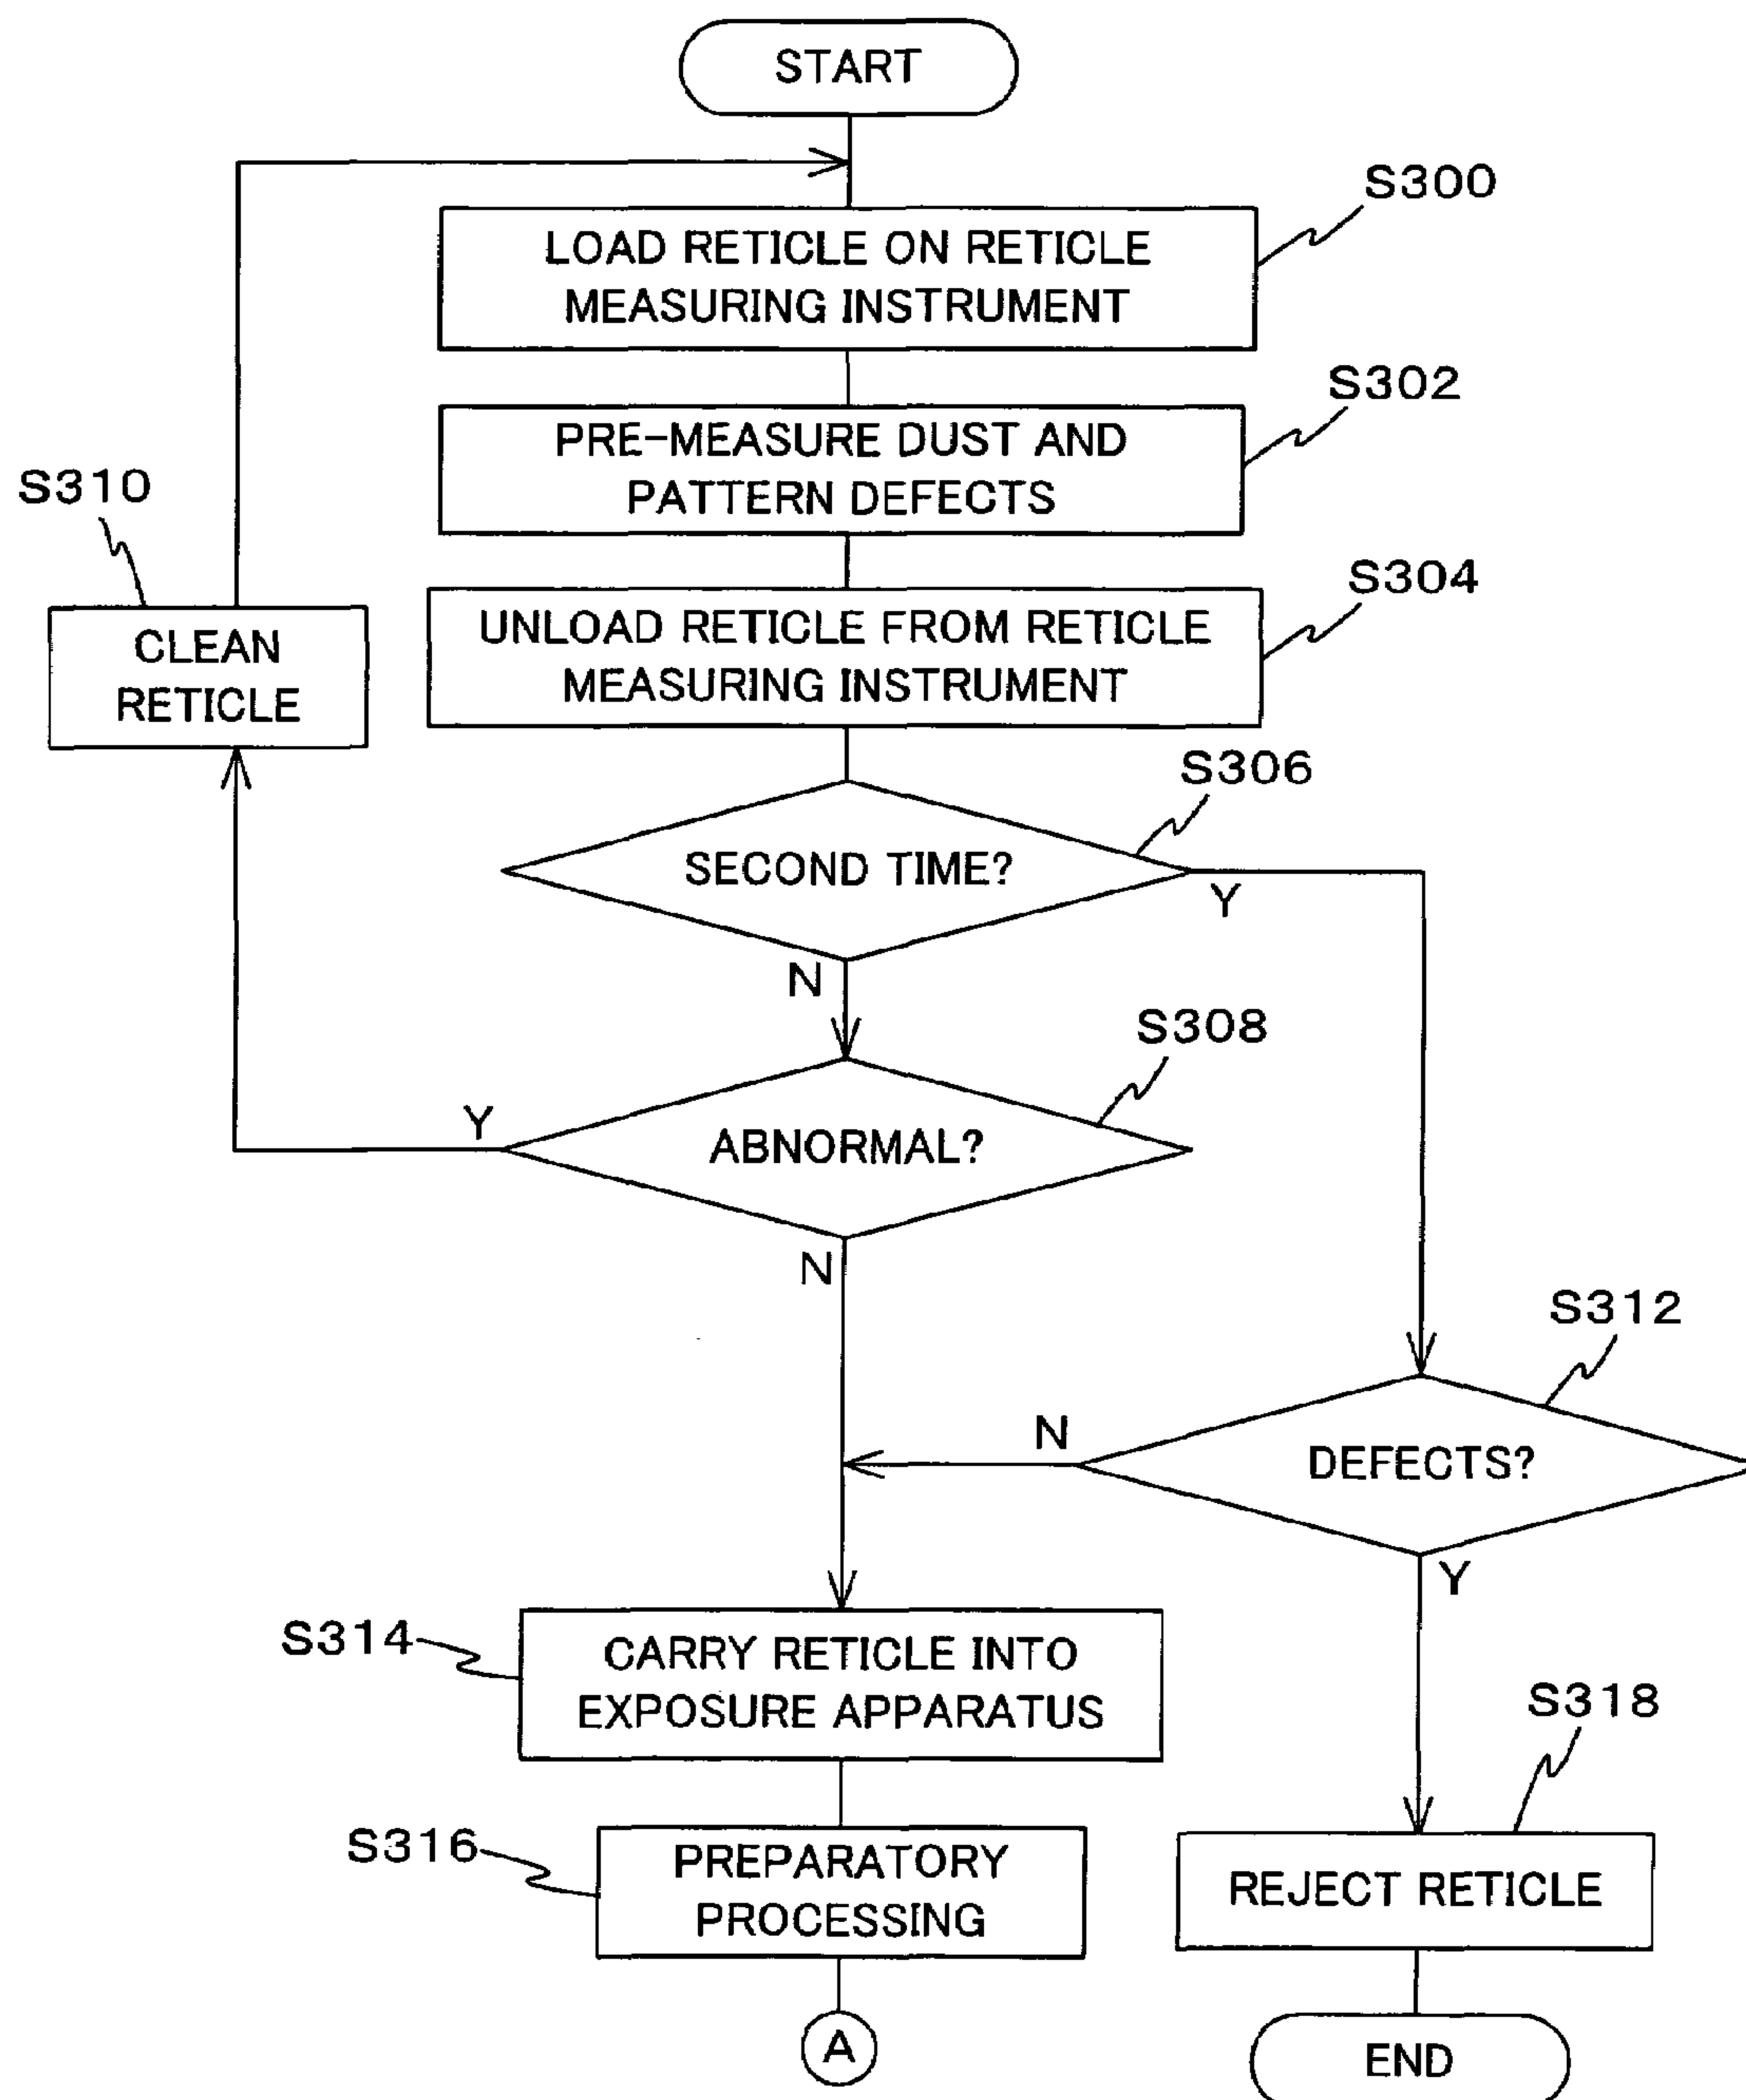 START
S300
LOAD RETICLE ON RETICLE
MEASURING INSTRUMENT
S302
PRE-MEASURE DUST AND
PATTERN DEFECTS
S310
CLEAN
RETICLE
S304
UNLOAD RETICLE FROM RETICLE
MEASURING INSTRUMENT
S306
SECOND TIME?
Y
N
S308
ABNORMAL?
Y
N
S312
DEFECTS?
N
Y
S314
CARRY RETICLE INTO
EXPOSURE APPARATUS
S316
PREPARATORY
PROCESSING
S318
REJECT RETICLE
A
END